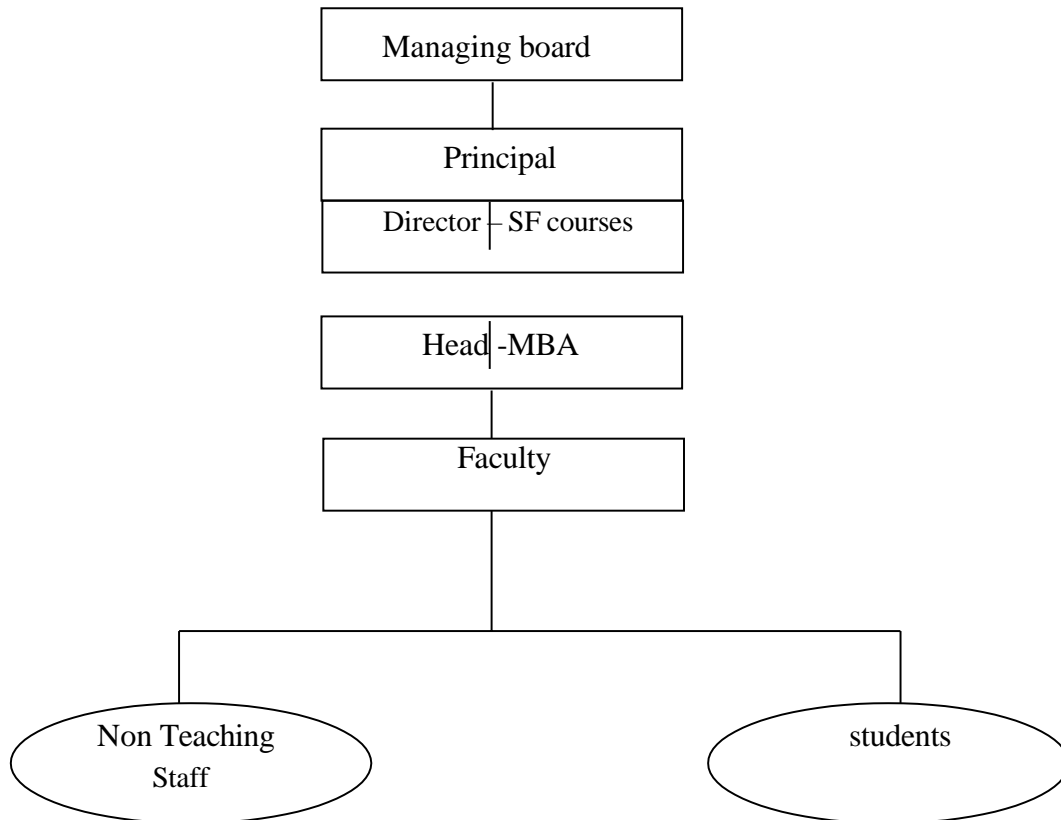 Managing board
Principal
Director – SF courses
Head -MBA
Faculty
Non Teaching
Staff
students